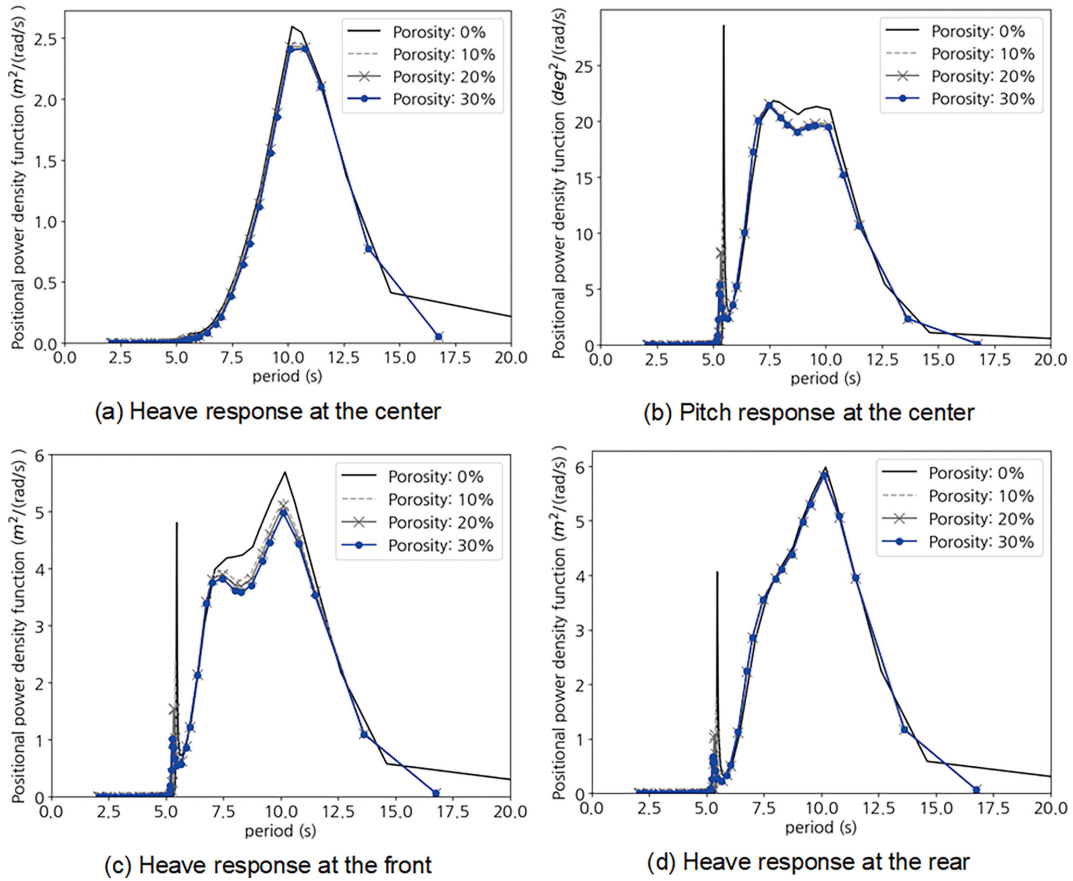 Positional power density function (m²/(rad/s) )
2.5
2.0
1.5
1.0
0.5
0.0
Porosity: 0%
Porosity: 10%
Porosity: 20%
Porosity: 30%
0.0 2.5 5.0 7.5 10.0 12.5 15.0 17.5 20.0
period (s)
(a) Heave response at the center
Positional power density function (deg²/(rad/s) )
25
20
15
10
5
0
Porosity: 0%
Porosity: 10%
Porosity: 20%
Porosity: 30%
0.0 2.5 5.0 7.5 10.0 12.5 15.0 17.5 20.0
period (s)
(b) Pitch response at the center
Positional power density function (m²/(rad/s) )
6
5
4
3
2
1
0
Porosity: 0%
Porosity: 10%
Porosity: 20%
Porosity: 30%
0.0 2.5 5.0 7.5 10.0 12.5 15.0 17.5 20.0
period (s)
(c) Heave response at the front
Positional power density function (m²/(rad/s) )
6
5
4
3
2
1
0
Porosity: 0%
Porosity: 10%
Porosity: 20%
Porosity: 30%
0.0 2.5 5.0 7.5 10.0 12.5 15.0 17.5 20.0
period (s)
(d) Heave response at the rear